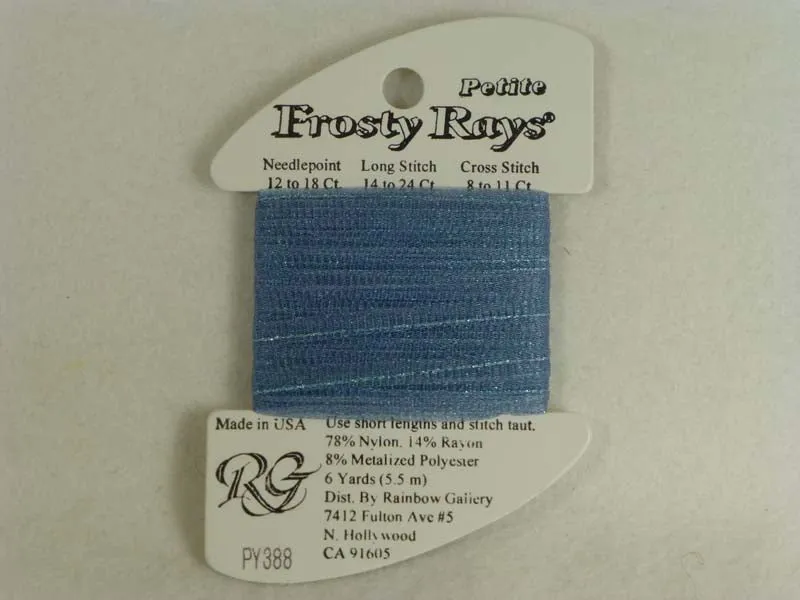 Petite
Frosty Rays®
Needlepoint Long Stitch Cross Stitch
12 to 18 Ct. 14 to 24 Ct. 8 to 11 Ct.
Made in USA
Use short lengths and stitch taut.
78% Nylon, 14% Rayon
8% Metalized Polyester
6 Yards (5.5 m)
Dist. By Rainbow Gallery
7412 Fulton Ave #5
N. Hollywood
CA 91605
RG
PY388